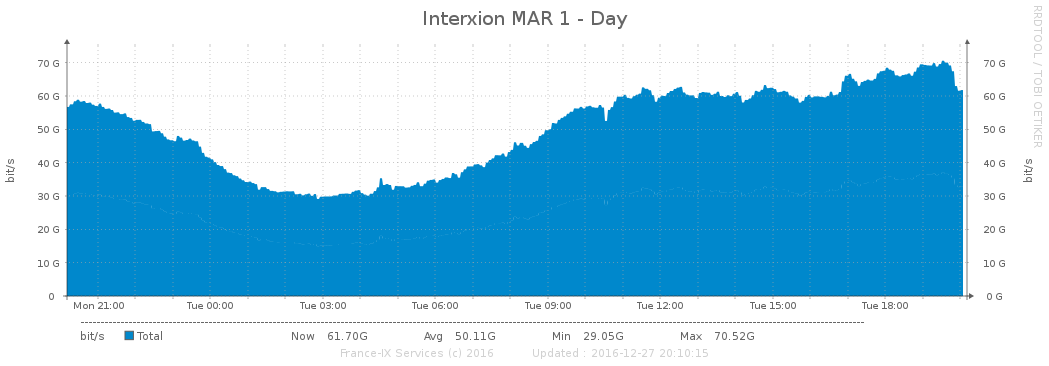 Interxion MAR 1 - Day
RRDTOOL / TOBI OETIKER
bit/s
70 G
60 G
50 G
40 G
30 G
20 G
10 G
0
70 G
60 G
50 G
40 G
30 G
20 G
10 G
0 G
bit/s
Mon 21:00 Tue 00:00 Tue 03:00 Tue 06:00 Tue 09:00 Tue 12:00 Tue 15:00 Tue 18:00
bit/s Total Now 61.70G Avg 50.11G Min 29.05G Max 70.52G
France-IX Services (c) 2016 Updated : 2016-12-27 20:10:15